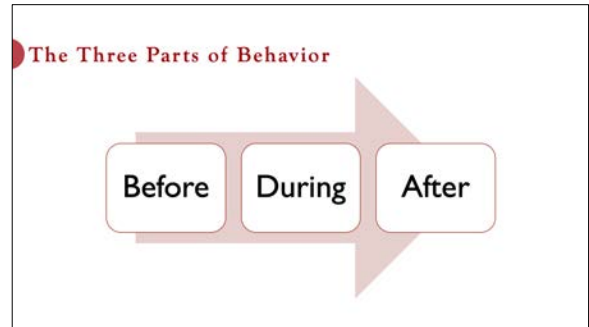 The Three Parts of Behavior
Before During After